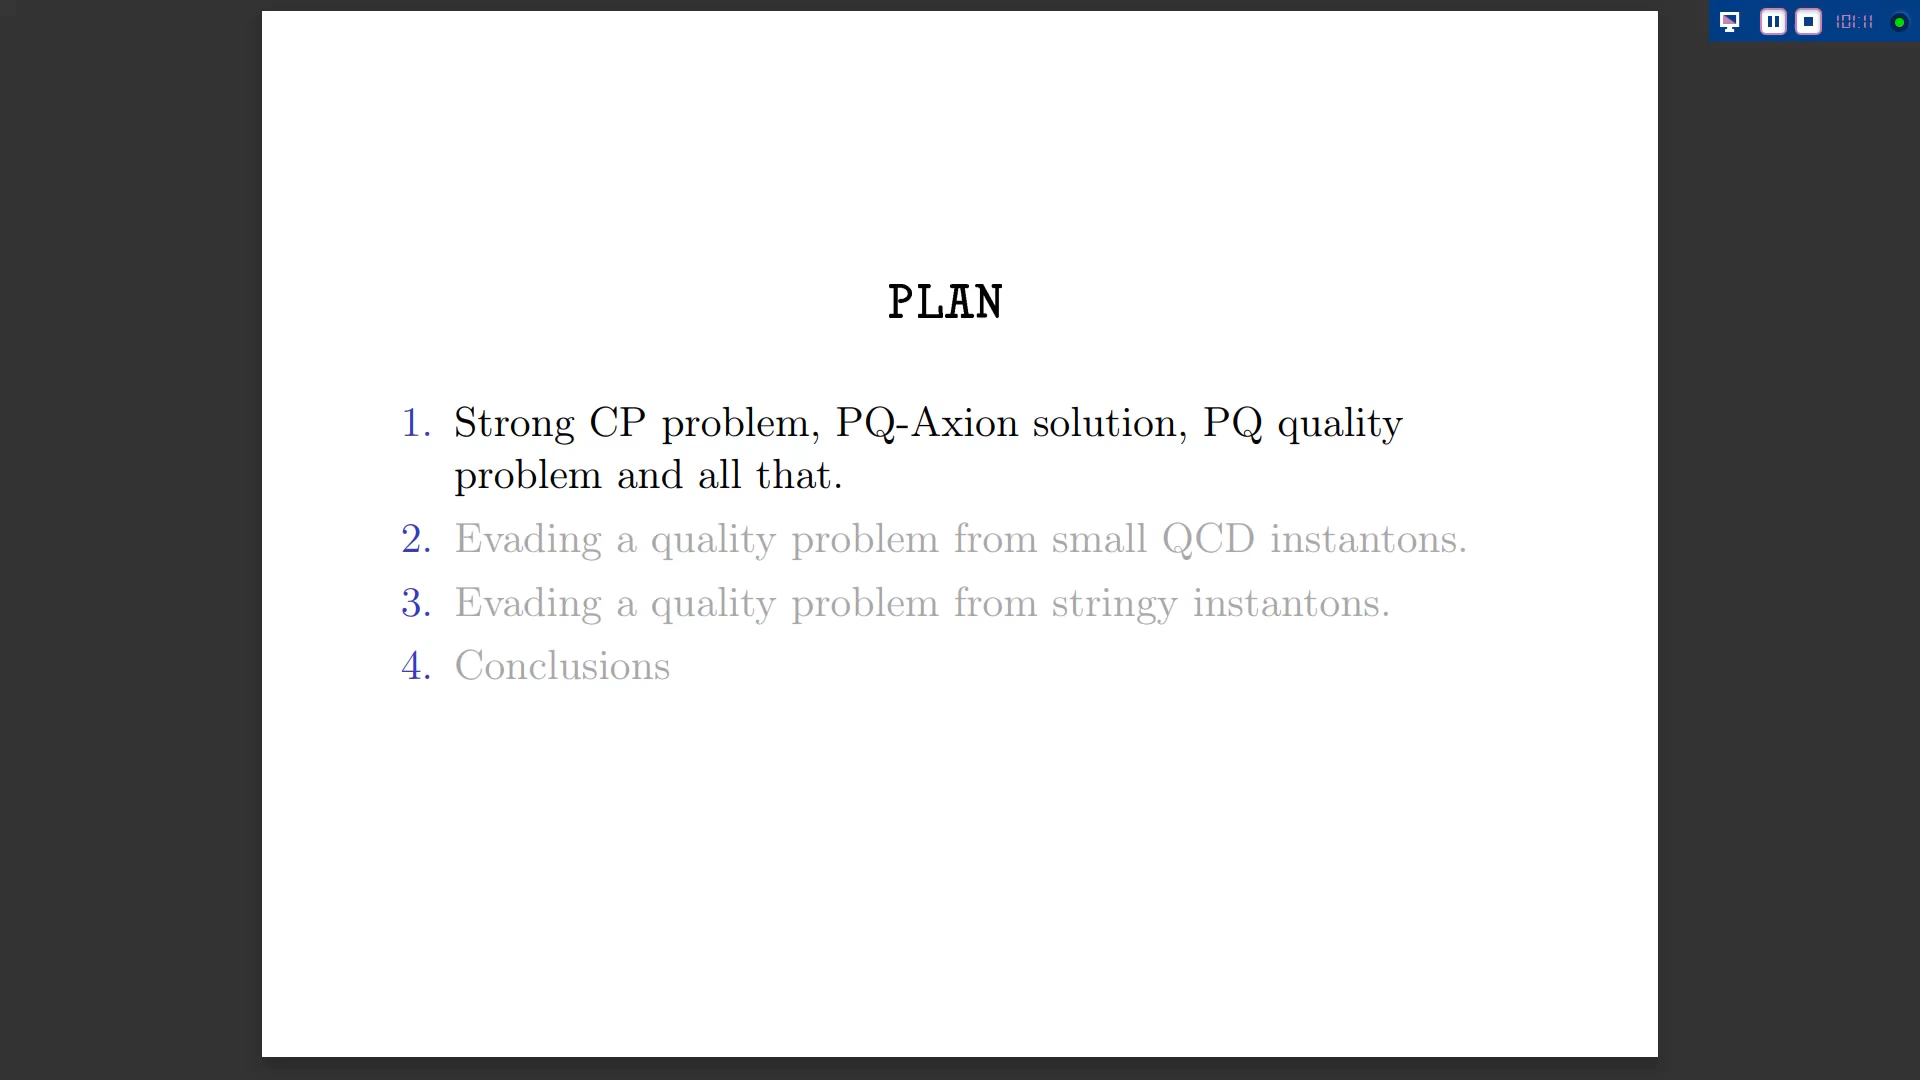 PLAN
1. Strong CP problem, PQ-Axion solution, PQ quality
problem and all that.
2. Evading a quality problem from small QCD instantons.
3. Evading a quality problem from stringy instantons.
4. Conclusions